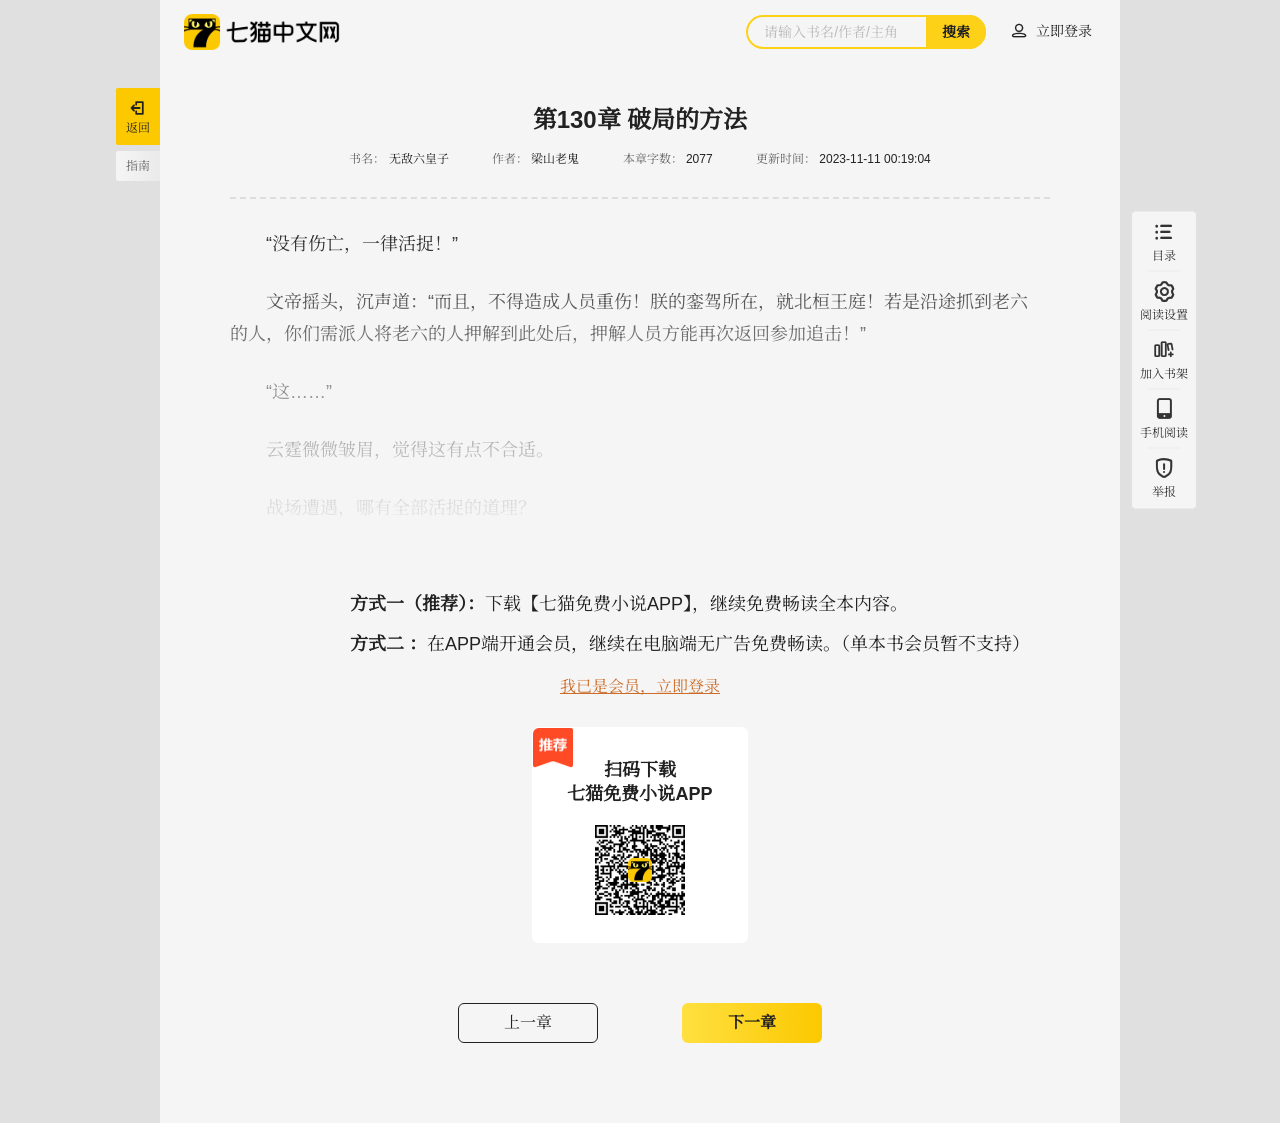 七猫中文网
请输入书名/作者/主角
搜索
立即登录
返回
指南
第130章 破局的方法
书名： 无敌六皇子 作者： 梁山老鬼 本章字数： 2077 更新时间： 2023-11-11 00:19:04
“没有伤亡，一律活捉！”
文帝摇头，沉声道：“而且，不得造成人员重伤！朕的銮驾所在，就北桓王庭！若是沿途抓到老六
的人，你们需派人将老六的人押解到此处后，押解人员方能再次返回参加追击！”
“这……”
云霆微微皱眉，觉得这有点不合适。
战场遭遇，哪有全部活捉的道理？
目录
阅读设置
加入书架
手机阅读
举报
方式一（推荐）：下载【七猫免费小说APP】，继续免费畅读全本内容。
方式二 ：在APP端开通会员，继续在电脑端无广告免费畅读。（单本书会员暂不支持）
我已是会员，立即登录
推荐
扫码下载
七猫免费小说APP
上一章
下一章